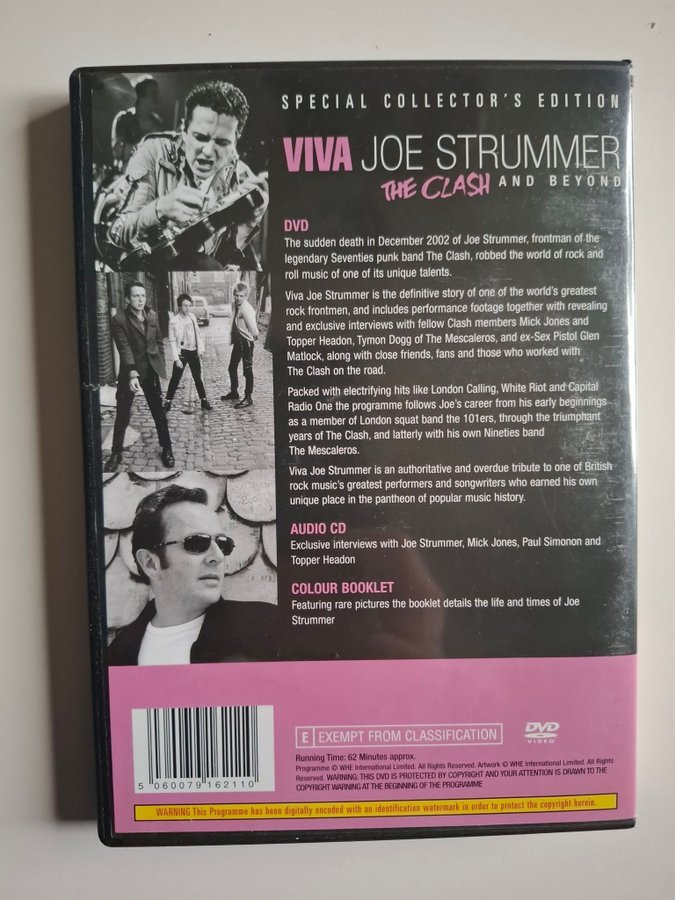 SPECIAL COLLECTOR'S EDITION
VIVA JOE STRUMMER
THE CLASH AND BEYOND
DVD
The sudden death in December 2002 of Joe Strummer, frontman of the
legendary Seventies punk band The Clash, robbed the world of rock and
roll music of one of its unique talents.
Viva Joe Strummer is the definitive story of one of the world's greatest
rock frontmen, and includes performance footage together with revealing
and exclusive interviews with fellow Clash members Mick Jones and
Topper Headon, Tymon Dogg of The Mescaleros, and ex-Sex Pistol Glen
Matlock, along with close friends, fans and those who worked with
The Clash on the road.
Packed with electrifying hits like London Calling, White Riot and Capital
Radio One the programme follows Joe's career from his early beginnings
as a member of London squat band the 101ers, through the triumphant
years of The Clash, and latterly with his own Nineties band
The Mescaleros.
Viva Joe Strummer is an authoritative and overdue tribute to one of British
rock music's greatest performers and songwriters who earned his own
unique place in the pantheon of popular music history.
AUDIO CD
Exclusive interviews with Joe Strummer, Mick Jones, Paul Simonon and
Topper Headon
COLOUR BOOKLET
Featuring rare pictures the booklet details the life and times of Joe
Strummer
E EXEMPT FROM CLASSIFICATION
DVD
VIDEO
Running Time: 62 Minutes approx.
Programme © WHE International Limited. All Rights Reserved. Artwork © WHE International Limited. All Rights
Reserved. WARNING: THIS DVD IS PROTECTED BY COPYRIGHT AND YOUR ATTENTION IS DRAWN TO THE
COPYRIGHT WARNING AT THE BEGINNING OF THE PROGRAMME
5 060079 162110
WARNING This Programme has been digitally encoded with an identification watermark in order to protect the copyright herein.